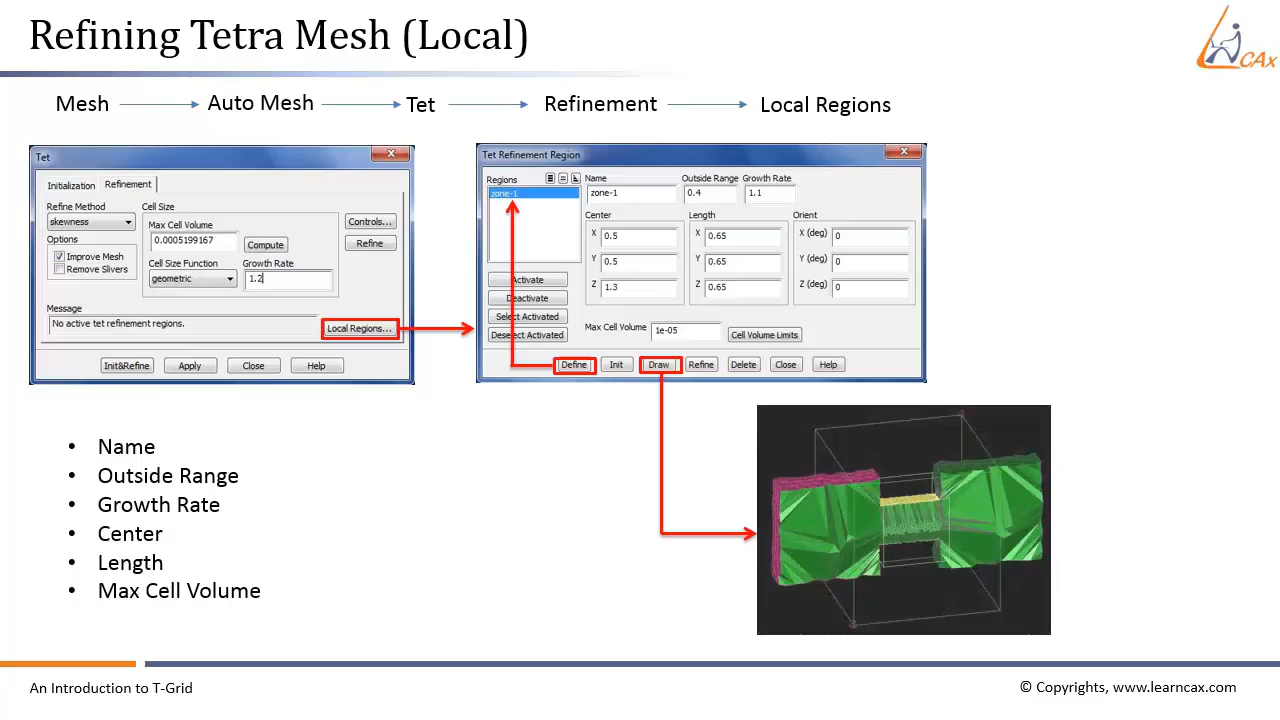 Refining Tetra Mesh (Local)
CAx
Mesh Auto Mesh Tet Refinement Local Regions
Tet
Initialization Refinement
Refine Method
skewness
Options
Improve Mesh
Remove Slivers
Cell Size
Max Cell Volume
0.0005199167 Compute
Cell Size Function Growth Rate
geometric 1.2
Controls...
Refine
Message
No active tet refinement regions.
Local Regions...
Init&Refine Apply Close Help
Tet Refinement Region
Regions
zone-1
Activate
Deactivate
Select Activated
Deselect Activated
Name Outside Range Growth Rate
zone-1 0.4 1.1
Center Length Orient
X 0.5 X 0.65 X (deg) 0
Y 0.5 Y 0.65 Y (deg) 0
Z 1.3 Z 0.65 Z (deg) 0
Max Cell Volume 1e-05 Cell Volume Limits
Define Init Draw Refine Delete Close Help
• Name
• Outside Range
• Growth Rate
• Center
• Length
• Max Cell Volume
An Introduction to T-Grid
© Copyrights, www.learncax.com